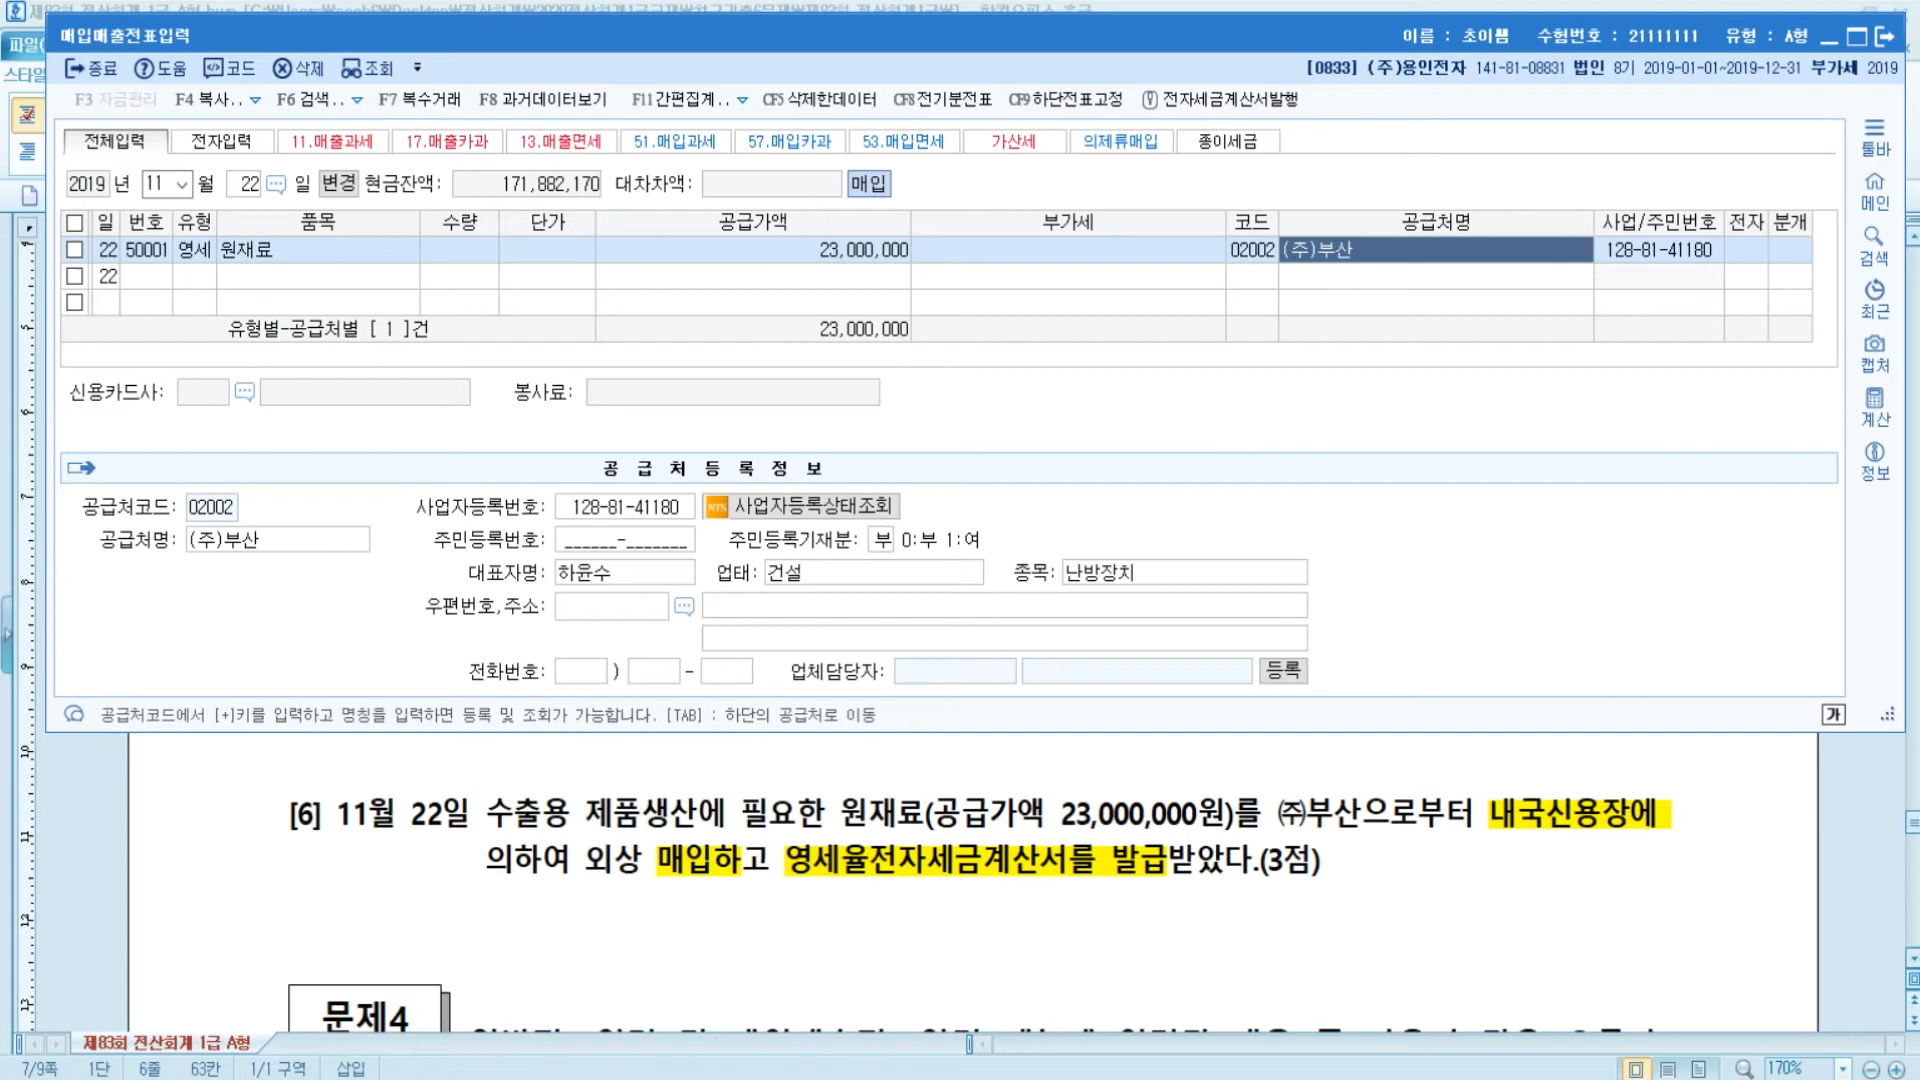 매입매출전표입력
이름 : 초이쌤 수험번호 : 21111111 유형 : A형
종료 도움 코드 삭제 조회
[0833] (주)용인전자 141-81-08831 법인 8기 2019-01-01~2019-12-31 부가세 2019
F3 자금관리 F4 복사.. F6 검색.. F7 복수거래 F8 과거데이터보기 F11간편집계.. CF5 삭제한데이터 CF8전기분전표 CF9하단전표고정 전자세금계산서발행
전체입력 전자입력 11.매출과세 17.매출카과 13.매출면세 51.매입과세 57.매입카과 53.매입면세 가산세 의제류매입 종이세금
2019 년 11 월 22 일 변경 현금잔액: 171,882,170 대차차액: 매입
일 번호 유형 품목 수량 단가 공급가액 부가세 코드 공급처명 사업/주민번호 전자 분개
22 50001 영세 원재료 23,000,000 02002 (주)부산 128-81-41180
22
유형별-공급처별 [ 1 ]건 23,000,000
신용카드사: 봉사료:
공 급 처 등 록 정 보
공급처코드: 02002 사업자등록번호: 128-81-41180 NTS 사업자등록상태조회
공급처명: (주)부산 주민등록번호: ______-_______ 주민등록기재분: 부 0:부 1:여
대표자명: 하윤수 업태: 건설 종목: 난방장치
우편번호,주소:
전화번호: ) - 업체담당자: 등록
공급처코드에서 [+]키를 입력하고 명칭을 입력하면 등록 및 조회가 가능합니다. [TAB] : 하단의 공급처로 이동
가
툴바
메인
검색
최근
캡처
계산
정보
파일(
스타일
[6] 11월 22일 수출용 제품생산에 필요한 원재료(공급가액 23,000,000원)를 ㈜부산으로부터 내국신용장에
의하여 외상 매입하고 영세율전자세금계산서를 발급받았다.(3점)
문제4
제83회 전산회계 1급 A형
7/9쪽 1단 6줄 63칸 1/1 구역 삽입 170%